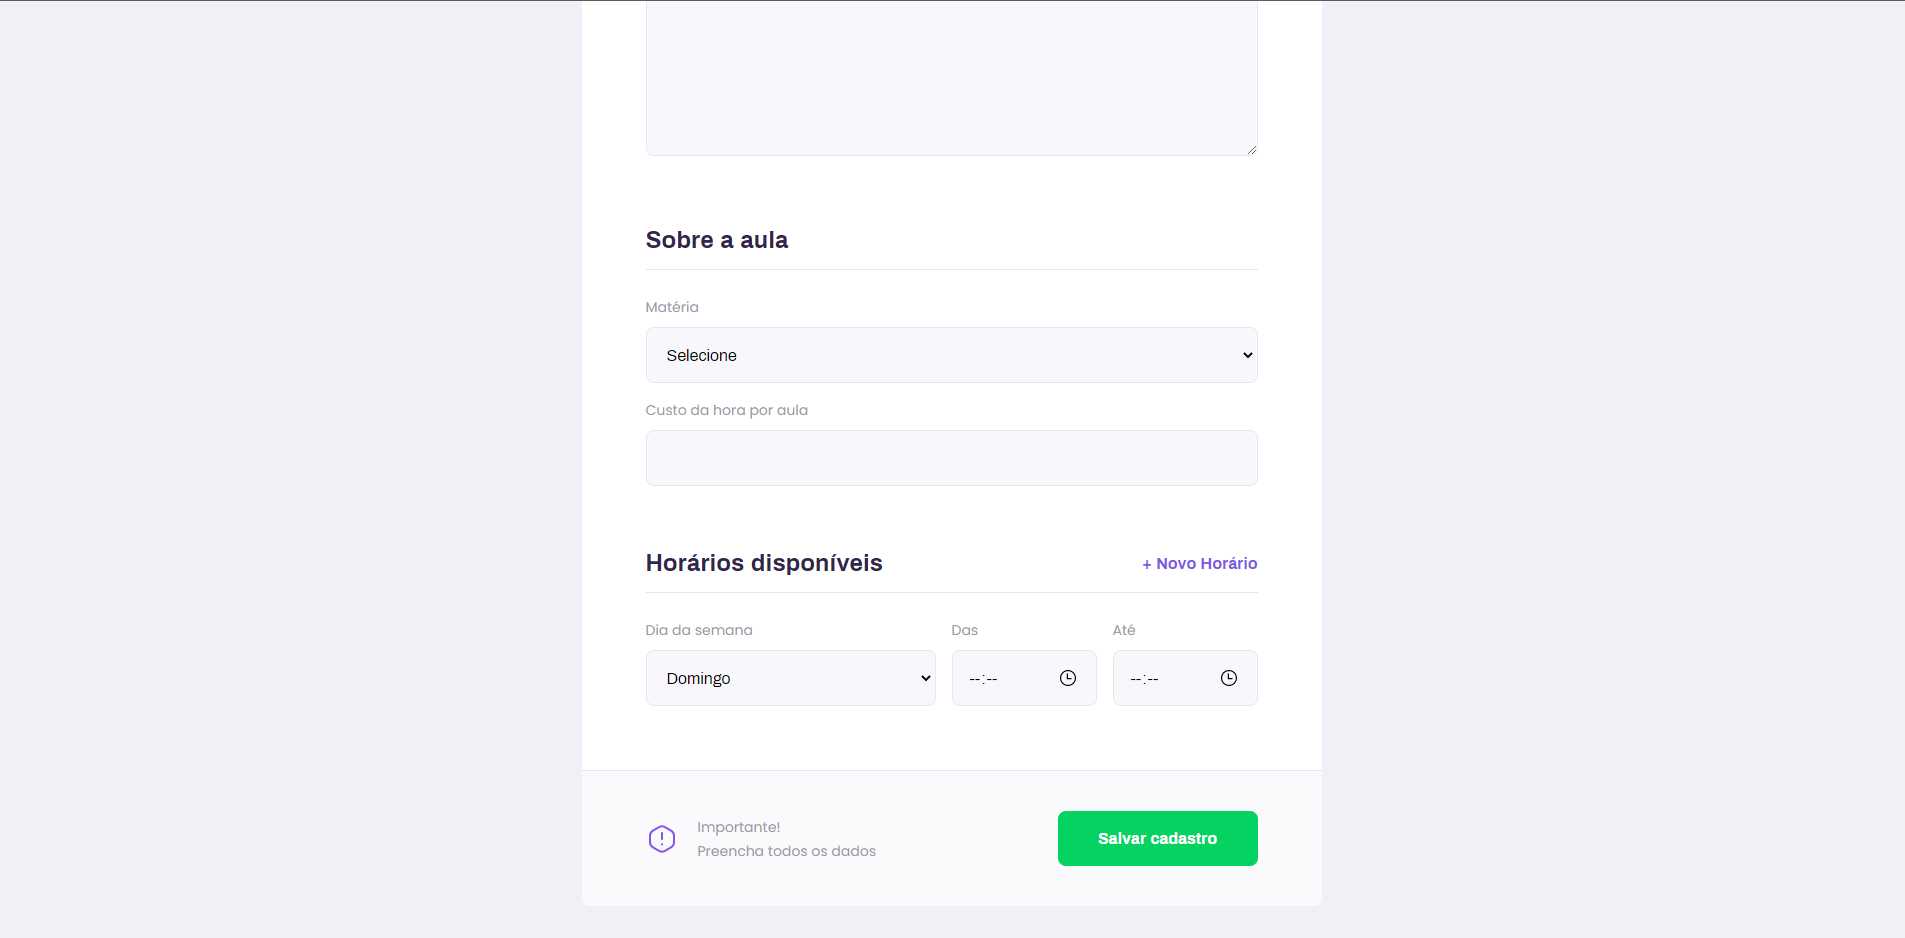 Sobre a aula
Matéria
Selecione
Custo da hora por aula
Horários disponíveis
+ Novo Horário
Dia da semana
Das
Até
Domingo
--:--
--:--
Importante!
Preencha todos os dados
Salvar cadastro